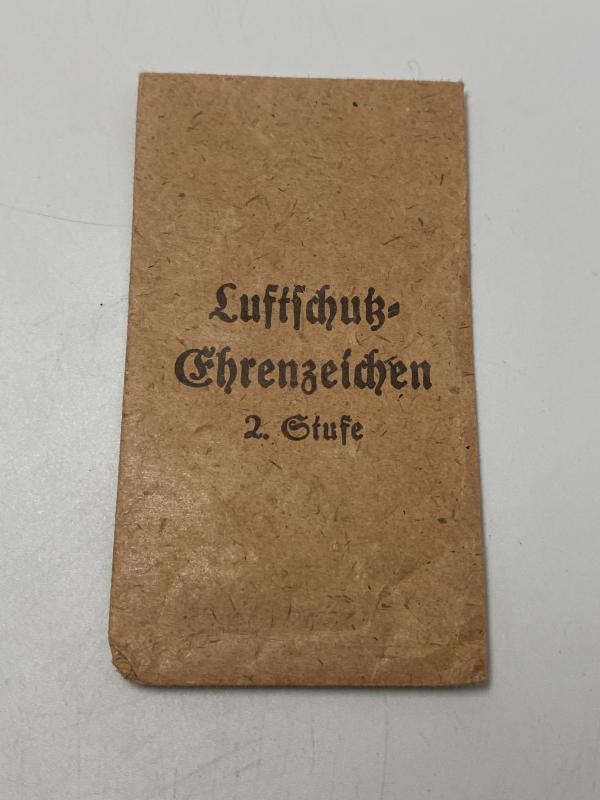 Luftschutz-
Ehrenzeichen
2. Stufe